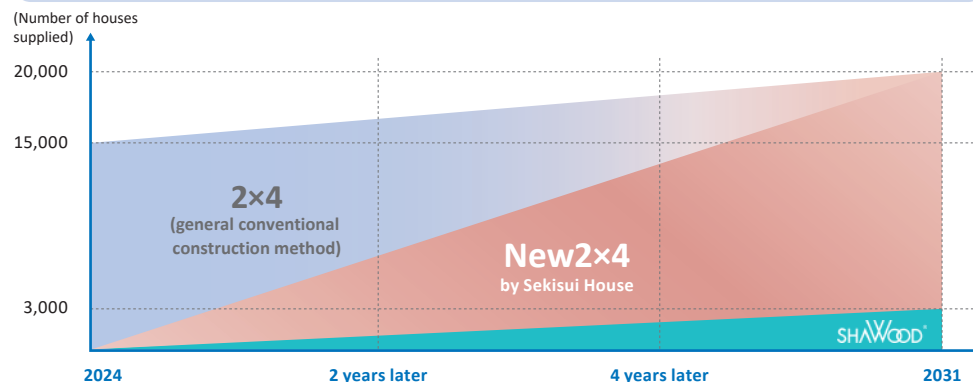 (Number of houses
supplied)
20,000
15,000
2×4
(general conventional
construction method)
New2×4
by Sekisui House
3,000
SHAWOOD®
2024
2 years later
4 years later
2031